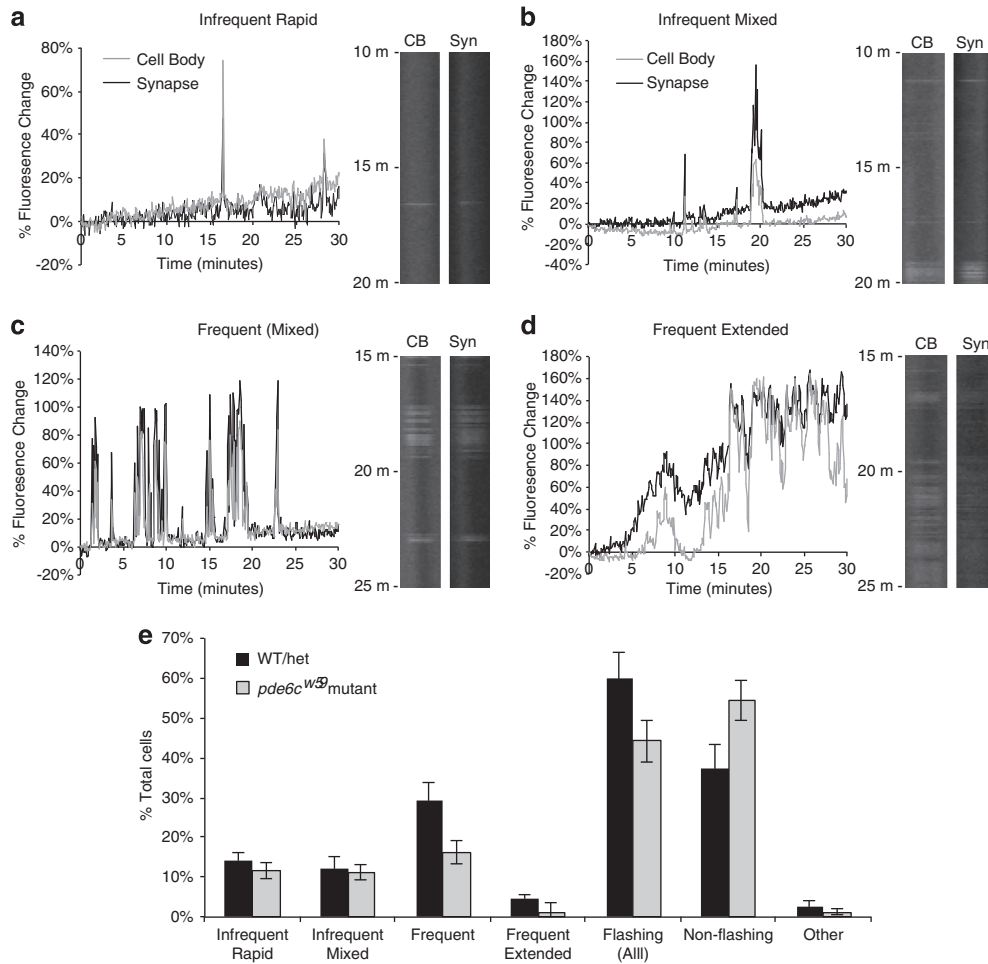 a
Infrequent Rapid
80%
60%
40%
20%
0%
-20%
% Fluoresence Change
Cell Body
Synapse
0 5 10 15 20 25 30
Time (minutes)
CB Syn
10 m
15 m
20 m
b
Infrequent Mixed
180%
160%
140%
120%
100%
80%
60%
40%
20%
0%
-20%
-40%
% Fluoresence Change
Cell Body
Synapse
0 5 10 15 20 25 30
Time (minutes)
CB Syn
10 m
15 m
20 m
c
Frequent (Mixed)
140%
120%
100%
80%
60%
40%
20%
0%
-20%
% Fluoresence Change
0 5 10 15 20 25 30
Time (minutes)
CB Syn
15 m
20 m
25 m
d
Frequent Extended
180%
160%
140%
120%
100%
80%
60%
40%
20%
0%
-20%
% Fluoresence Change
0 5 10 15 20 25 30
Time (minutes)
CB Syn
15 m
20 m
25 m
e
70%
60%
50%
40%
30%
20%
10%
0%
% Total cells
WT/het
pde6c w59 mutant
Infrequent Rapid
Infrequent Mixed
Frequent
Frequent Extended
Flashing (Alll)
Non-flashing
Other